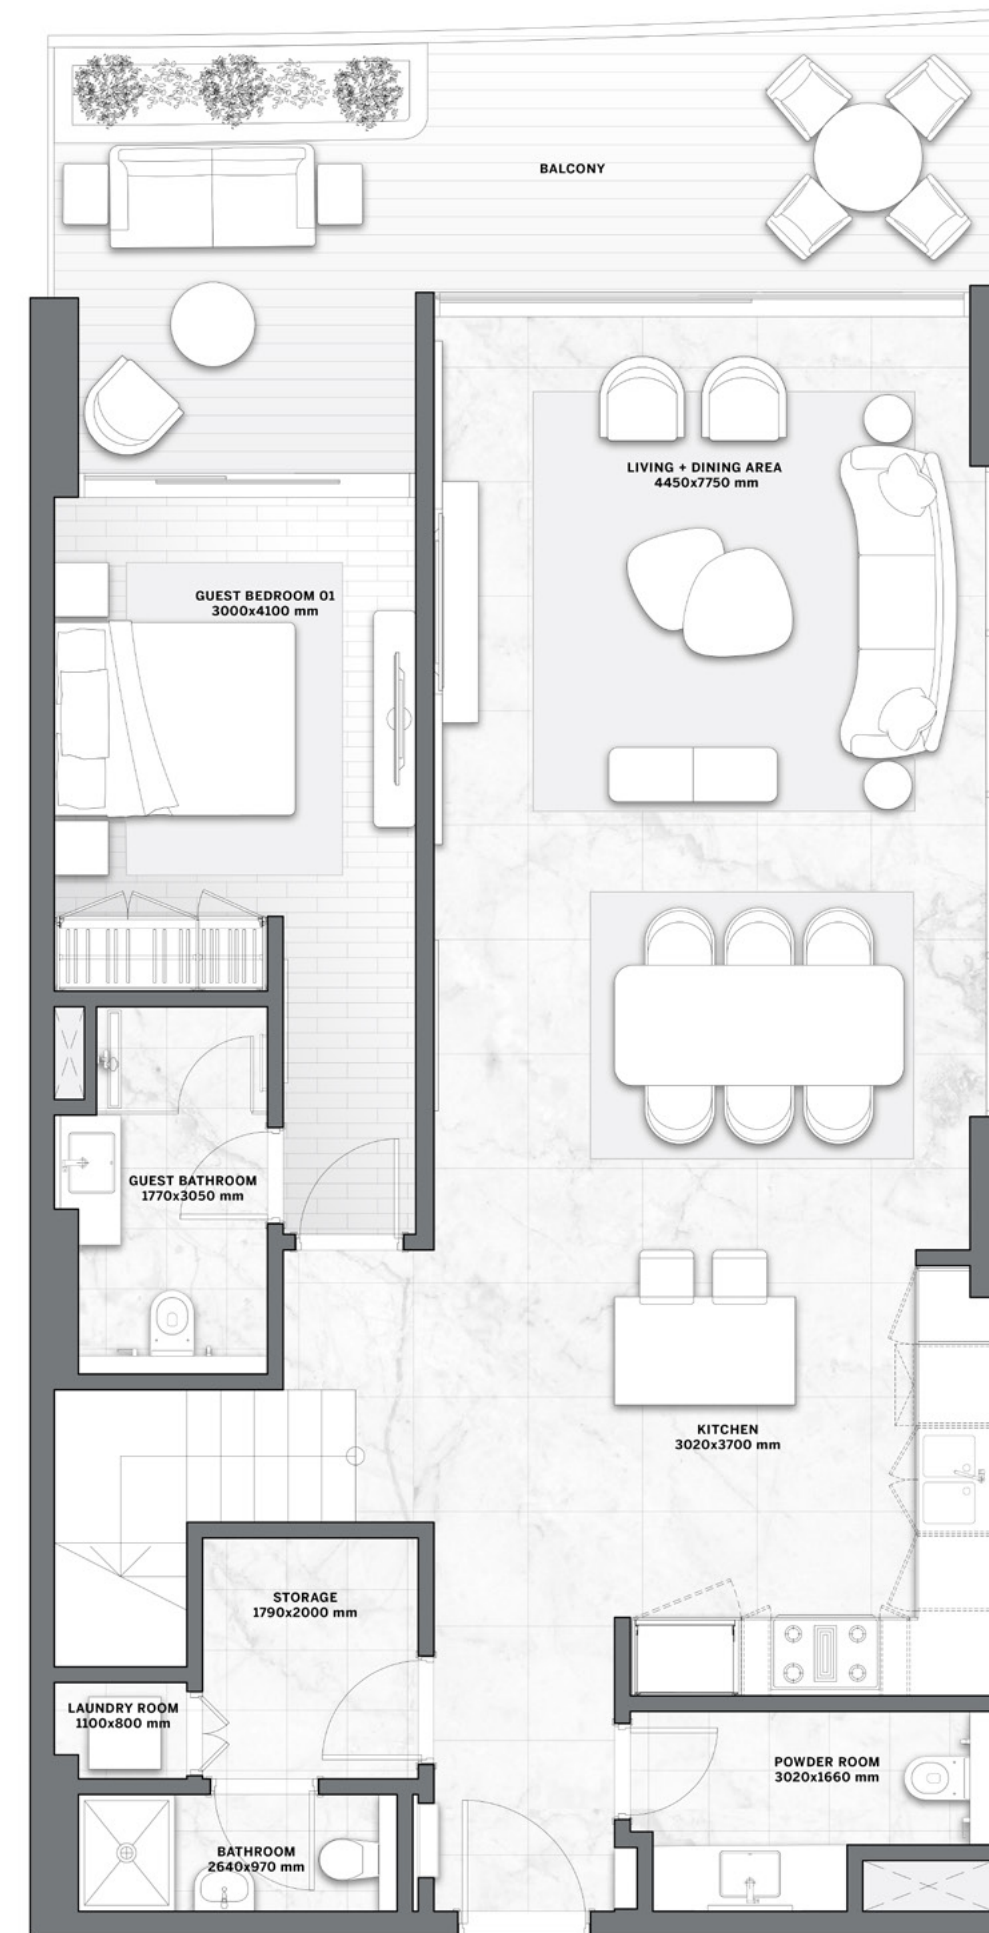 BALCONY
LIVING + DINING AREA
4450x7750 mm
GUEST BEDROOM 01
3000x4100 mm
GUEST BATHROOM
1770x3050 mm
KITCHEN
3020x3700 mm
STORAGE
1790x2000 mm
LAUNDRY ROOM
1100x800 mm
POWDER ROOM
3020x1660 mm
BATHROOM
2640x970 mm